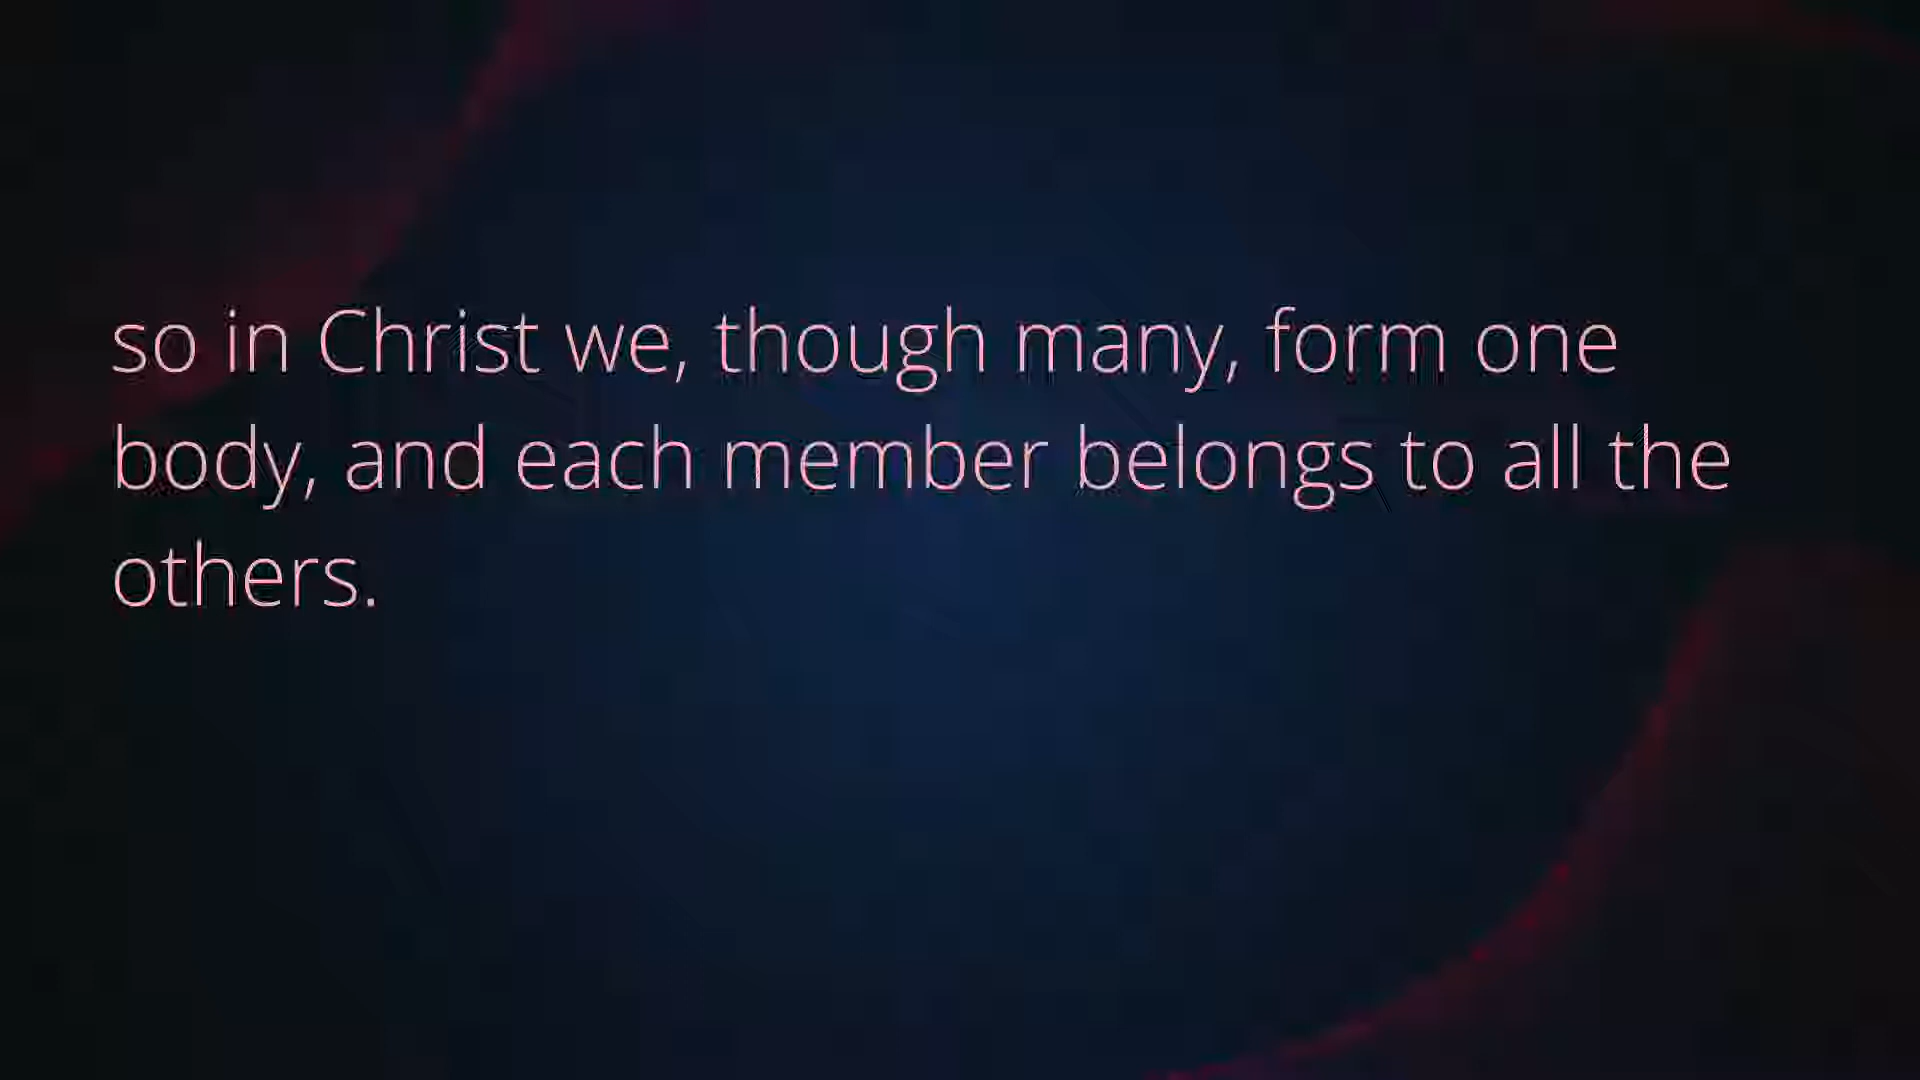 so in Christ we, though many, form one
body, and each member belongs to all the
others.